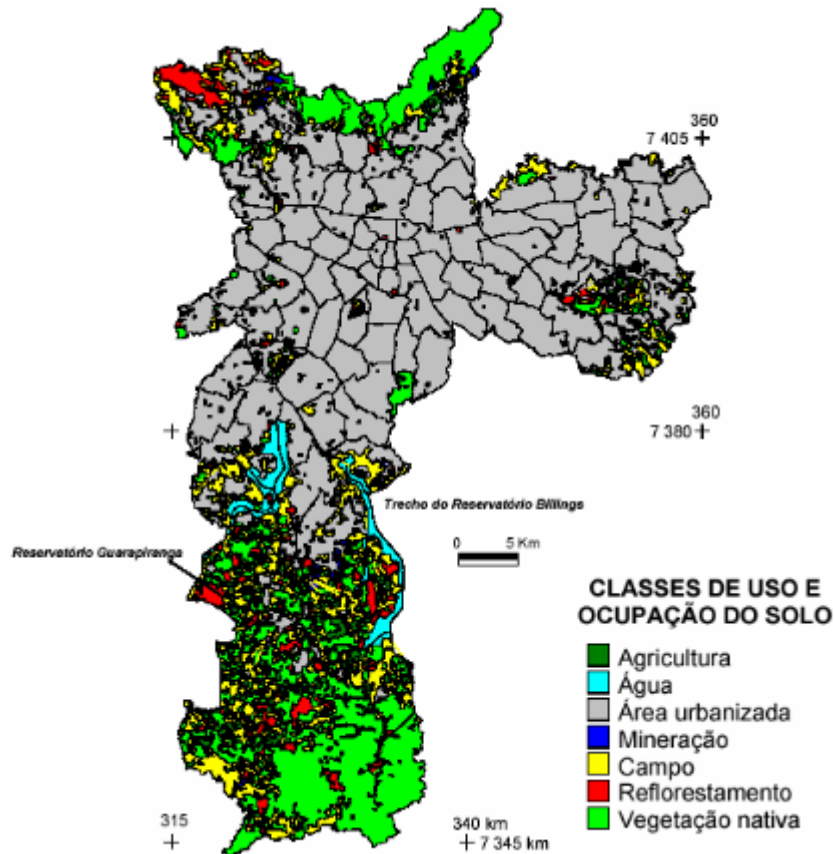 360
7 405
360
7 380
Trecho do Reservatório Billings
Reservatório Guarapiranga
0 5 Km
CLASSES DE USO E
OCUPAÇÃO DO SOLO
Agricultura
Água
Área urbanizada
Mineração
Campo
Reflorestamento
Vegetação nativa
315
340 km
7 345 km